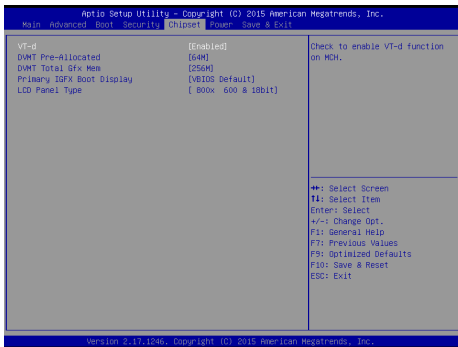 Aptio Setup Utility – Copyright (C) 2015 American Megatrends, Inc.
Main Advanced Boot Security Chipset Power Save & Exit
VT-d [Enabled]
DVMT Pre-Allocated [64M]
DVMT Total Gfx Mem [256M]
Primary IGFX Boot Display [VBIOS Default]
LCD Panel Type [ 800x 600 & 18bit]
Check to enable VT-d function
on MCH.
→←: Select Screen
↑↓: Select Item
Enter: Select
+/-: Change Opt.
F1: General Help
F7: Previous Values
F9: Optimized Defaults
F10: Save & Reset
ESC: Exit
Version 2.17.1246. Copyright (C) 2015 American Megatrends, Inc.